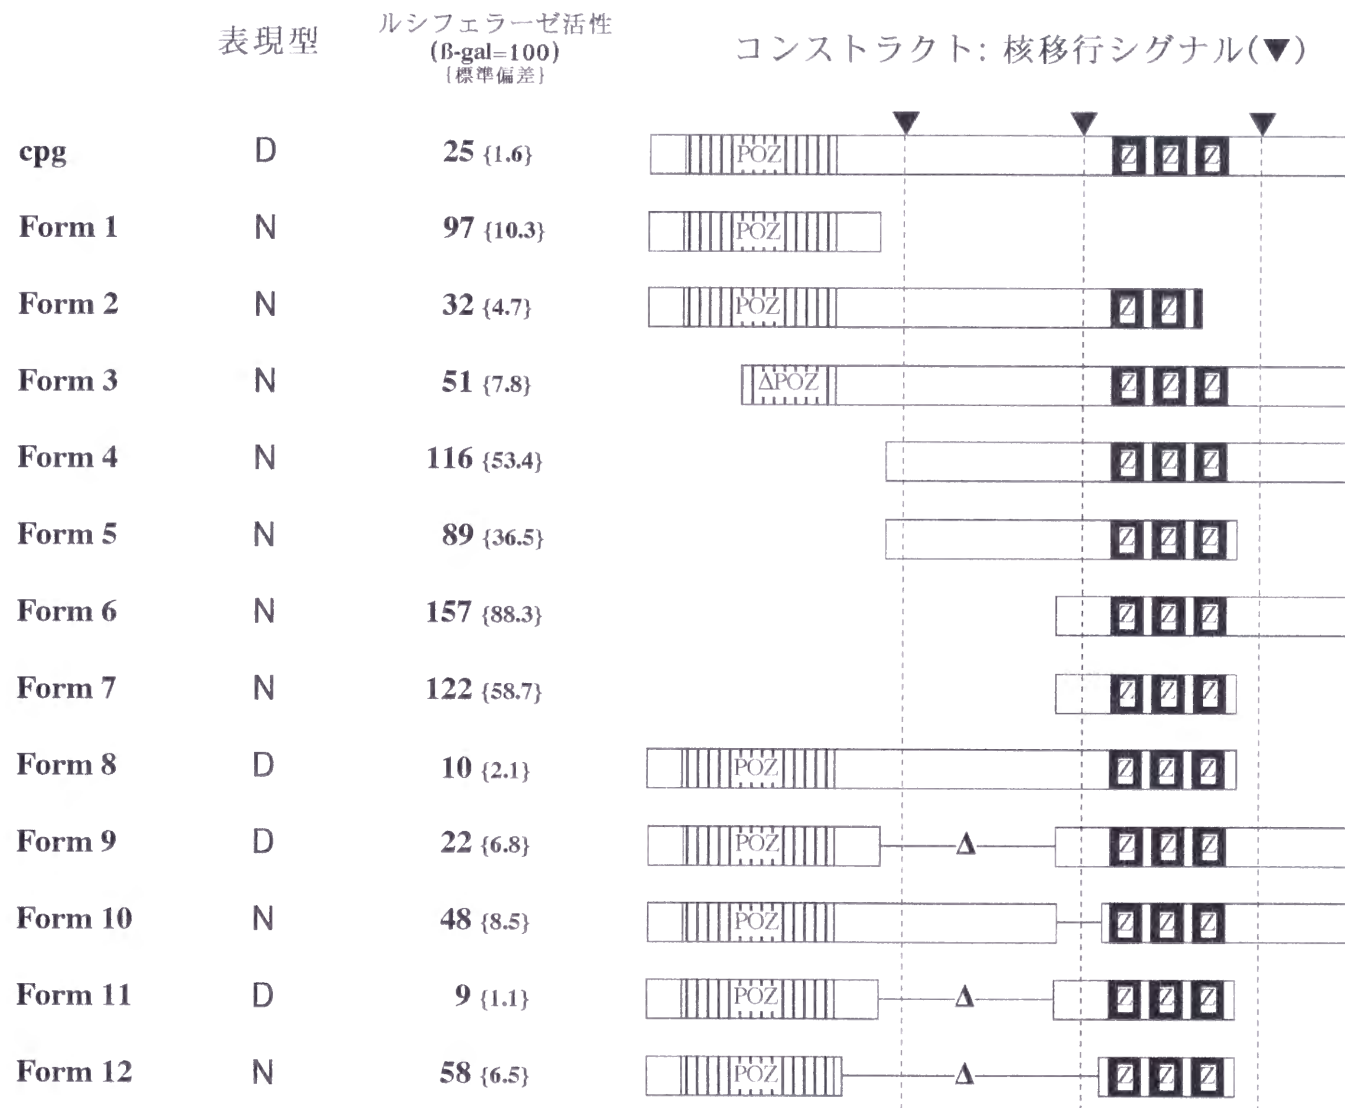 表現型 ルシフェラーゼ活性 コンストラクト: 核移行シグナル(▼)
(ß-gal=100)
{標準偏差}
cpg D 25 {1.6} POZ Z Z Z
Form 1 N 97 {10.3} POZ
Form 2 N 32 {4.7} POZ Z Z
Form 3 N 51 {7.8} ΔPOZ Z Z Z
Form 4 N 116 {53.4} Z Z Z
Form 5 N 89 {36.5} Z Z Z
Form 6 N 157 {88.3} Z Z Z
Form 7 N 122 {58.7} Z Z Z
Form 8 D 10 {2.1} POZ Z Z Z
Form 9 D 22 {6.8} POZ Δ Z Z Z
Form 10 N 48 {8.5} POZ Z Z Z
Form 11 D 9 {1.1} POZ Δ Z Z Z
Form 12 N 58 {6.5} POZ Δ Z Z Z